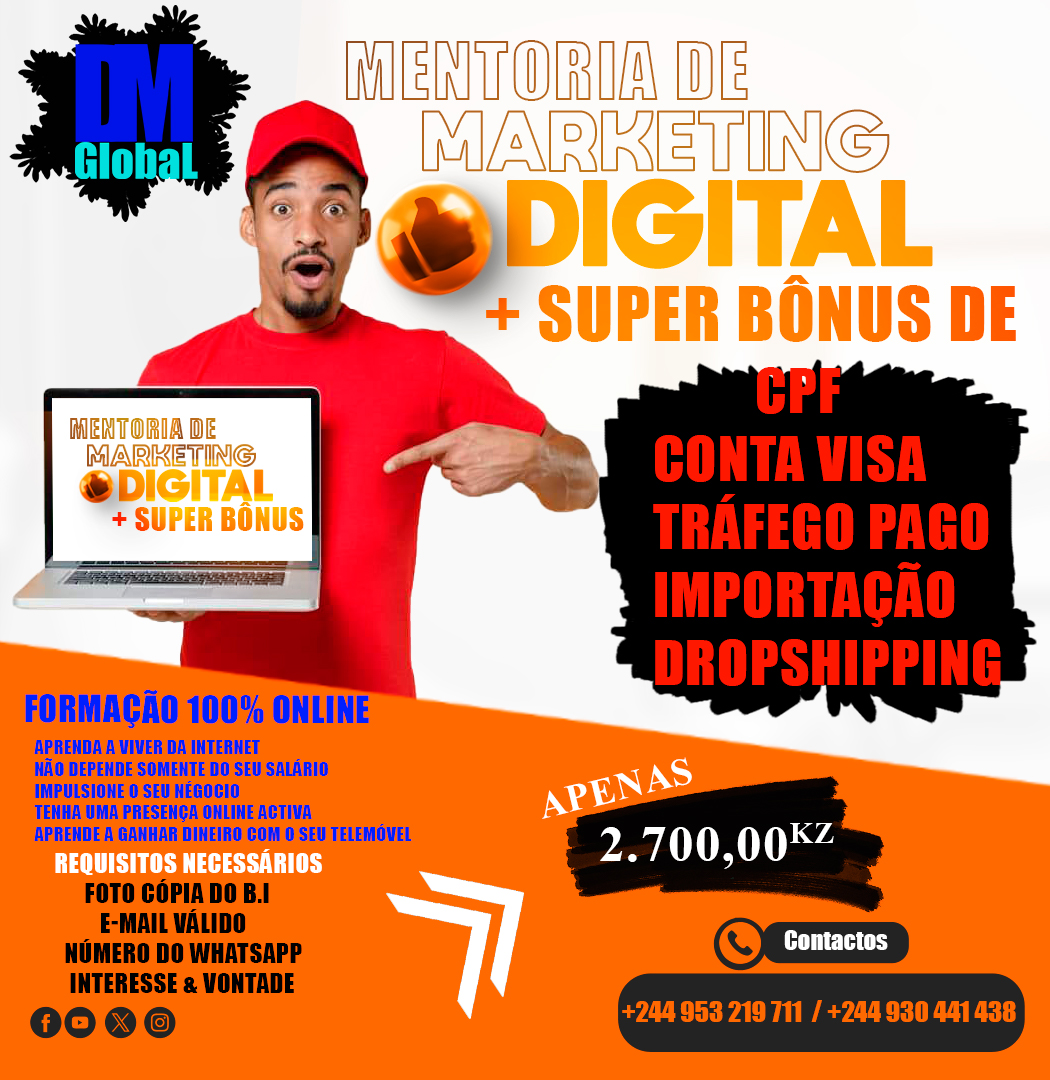 DM
GlobaL
MENTORIA DE
MARKETING
DIGITAL
+ SUPER BÔNUS DE
CPF
CONTA VISA
TRÁFEGO PAGO
IMPORTAÇÃO
DROPSHIPPING
MENTORIA DE
MARKETING
DIGITAL
+ SUPER BÔNUS
FORMAÇÃO 100% ONLINE
APRENDA A VIVER DA INTERNET
NÃO DEPENDE SOMENTE DO SEU SALÁRIO
IMPULSIONE O SEU NÉGOCIO
TENHA UMA PRESENÇA ONLINE ACTIVA
APRENDE A GANHAR DINEIRO COM O SEU TELEMÓVEL
REQUISITOS NECESSÁRIOS
FOTO CÓPIA DO B.I
E-MAIL VÁLIDO
NÚMERO DO WHATSAPP
INTERESSE & VONTADE
APENAS
2.700,00KZ
Contactos
+244 953 219 711 / +244 930 441 438